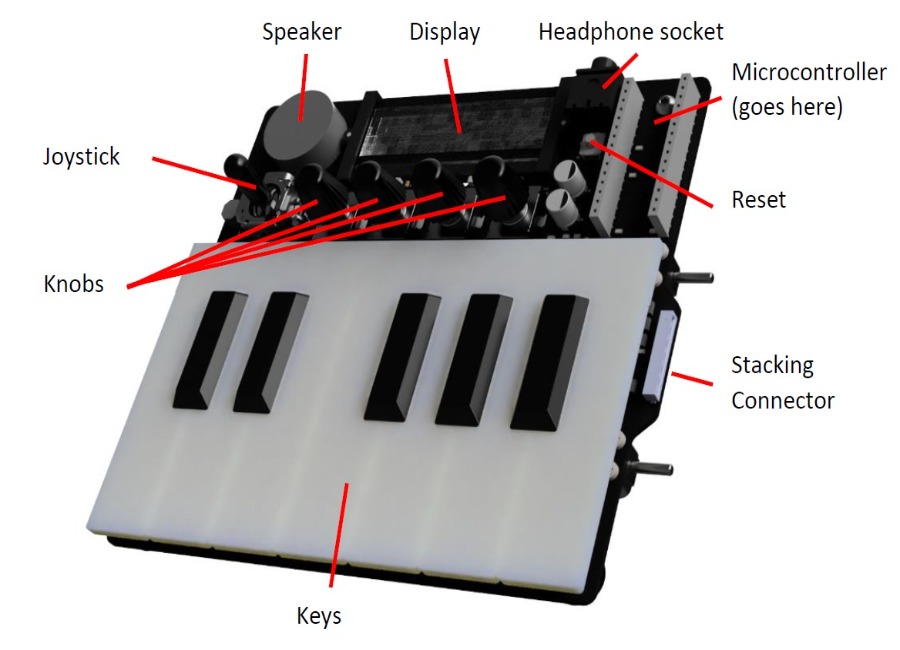 Speaker
Display
Headphone socket
Microcontroller
(goes here)
Joystick
Reset
Knobs
Stacking
Connector
Keys